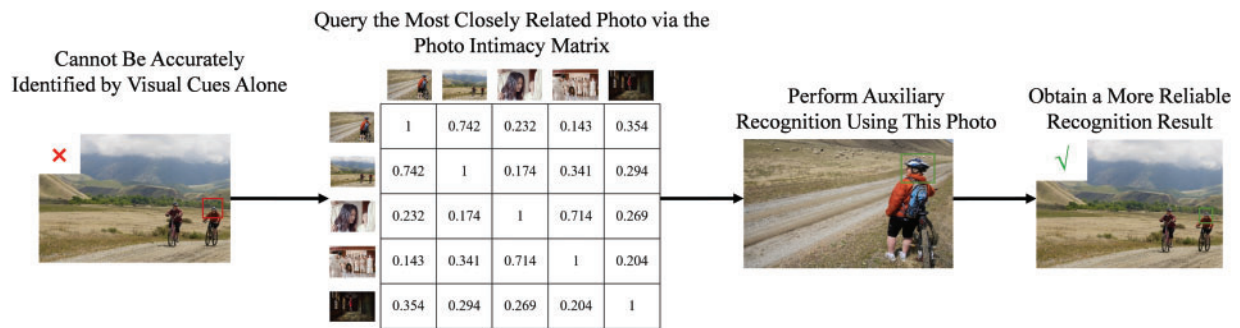 Cannot Be Accurately
Identified by Visual Cues Alone
×
Query the Most Closely Related Photo via the
Photo Intimacy Matrix
1 0.742 0.232 0.143 0.354
0.742 1 0.174 0.341 0.294
0.232 0.174 1 0.714 0.269
0.143 0.341 0.714 1 0.204
0.354 0.294 0.269 0.204 1
Perform Auxiliary
Recognition Using This Photo
Obtain a More Reliable
Recognition Result
√